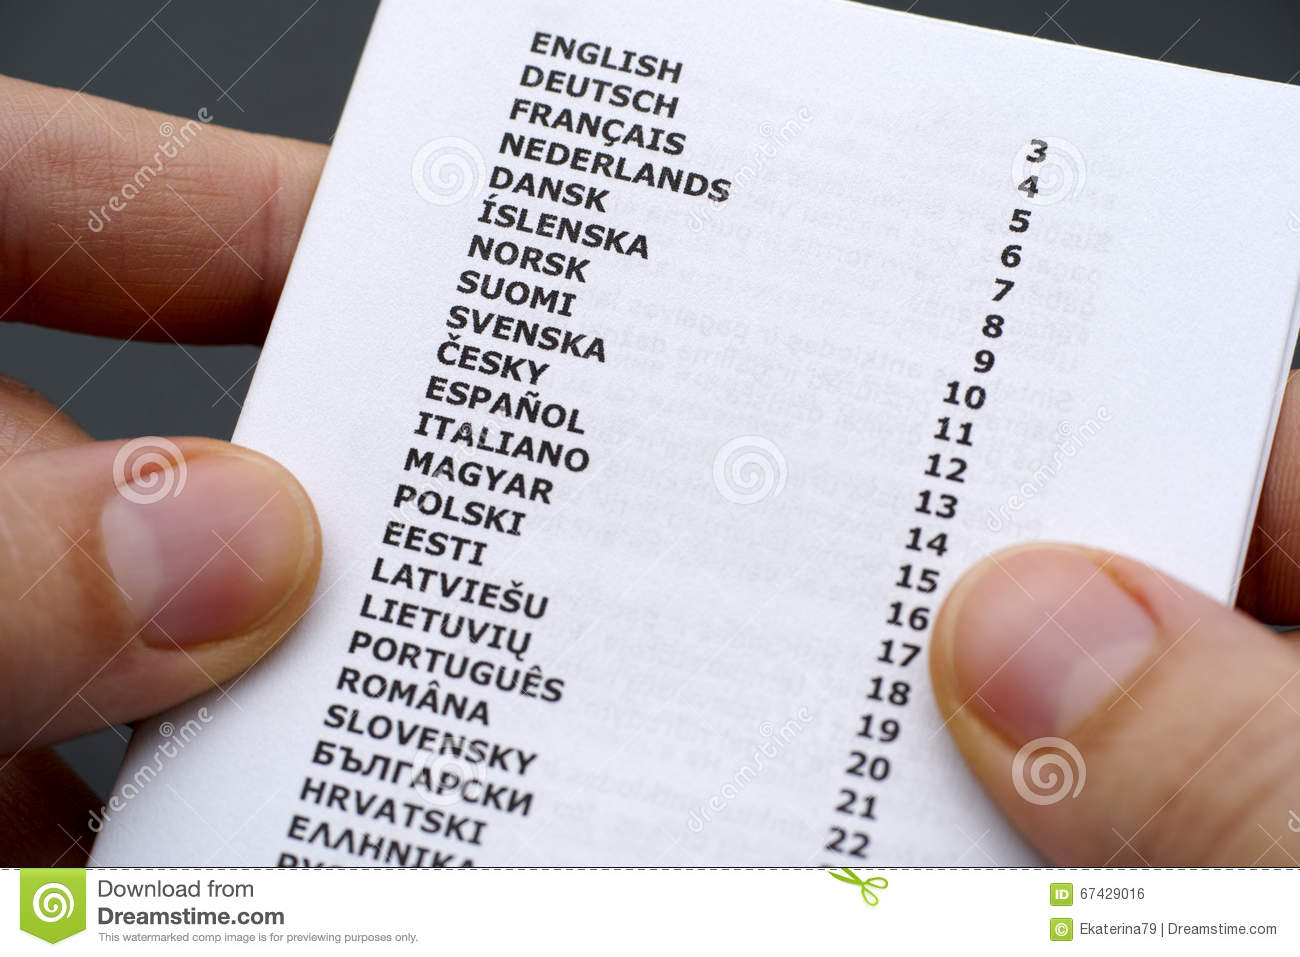 ENGLISH 3
DEUTSCH 4
FRANÇAIS 5
NEDERLANDS 6
DANSK 7
ÍSLENSKA 8
NORSK 9
SUOMI 10
SVENSKA 11
ČESKY 12
ESPAÑOL 13
ITALIANO 14
MAGYAR 15
POLSKI 16
EESTI 17
LATVIEŠU 18
LIETUVIŲ 19
PORTUGUÊS 20
ROMÂNA 21
SLOVENSKY 22
БЪЛГАРСКИ
HRVATSKI
ΕΛΛΗΝΙΚΑ
Download from
Dreamstime.com
This watermarked comp image is for previewing purposes only.
ID 67429016
© Ekaterina79 | Dreamstime.com